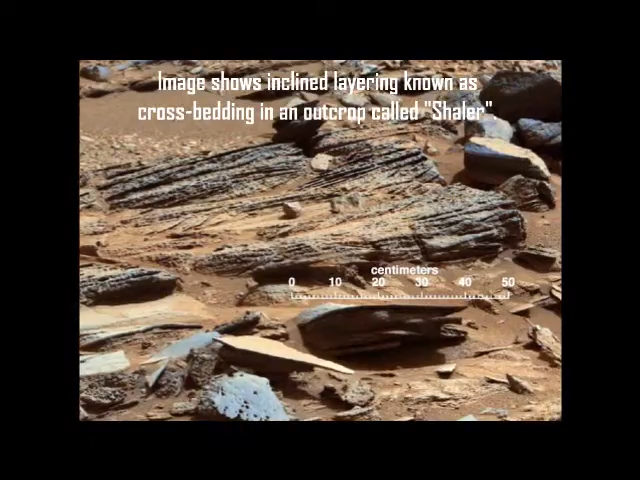 Image shows inclined layering known as
cross-bedding in an outcrop called "Shaler".
centimeters
0 10 20 30 40 50